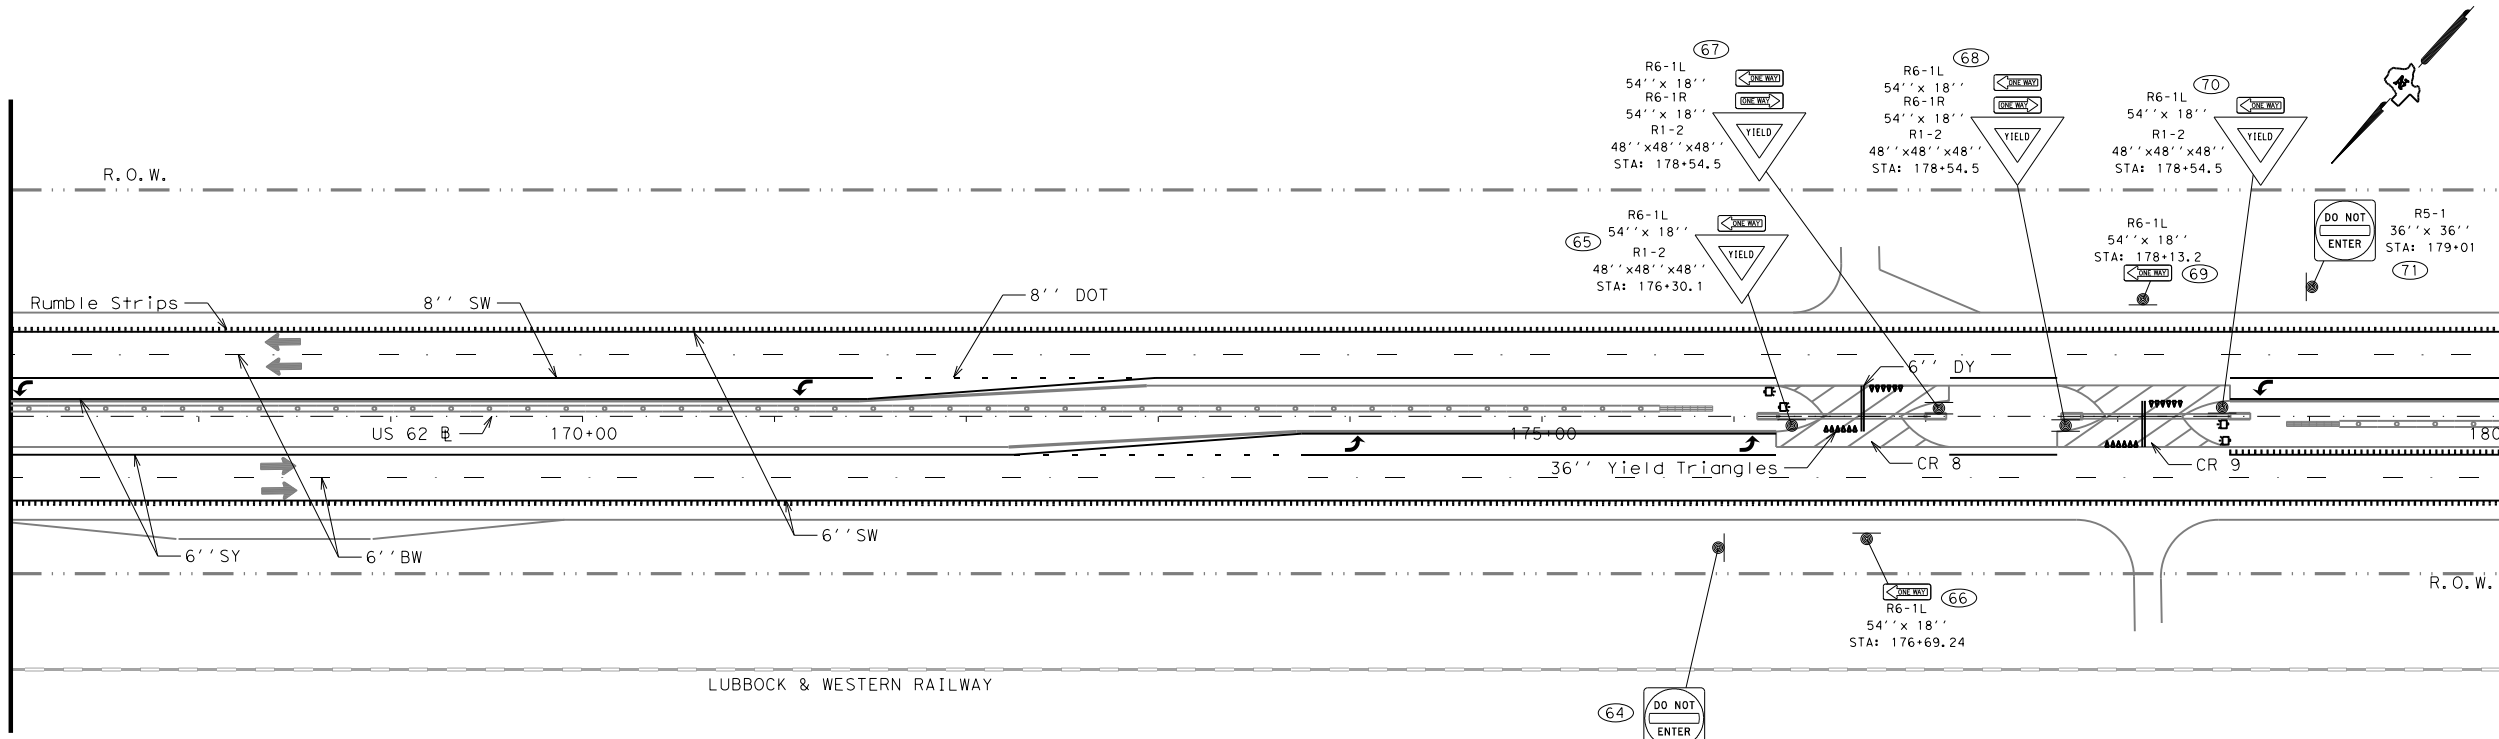 67
R6-1L
54''x 18''
R6-1R
54''x 18''
R1-2
48''x48''x48''
STA: 178+54.5
ONE WAY
ONE WAY
YIELD
68
R6-1L
54''x 18''
R6-1R
54''x 18''
R1-2
48''x48''x48''
STA: 178+54.5
ONE WAY
ONE WAY
YIELD
70
R6-1L
54''x 18''
R1-2
48''x48''x48''
STA: 178+54.5
ONE WAY
YIELD
N
R.O.W.
65
R6-1L
54''x 18''
R1-2
48''x48''x48''
STA: 176+30.1
ONE WAY
YIELD
R6-1L
54''x 18''
STA: 178+13.2
ONE WAY
69
DO NOT
ENTER
R5-1
36''x 36''
STA: 179+01
71
Rumble Strips
8'' SW
8'' DOT
6'' DY
US 62 ℄
170+00
175+00
180
36'' Yield Triangles
CR 8
CR 9
6''SY
6''BW
6''SW
R.O.W.
ONE WAY
66
R6-1L
54''x 18''
STA: 176+69.24
LUBBOCK & WESTERN RAILWAY
64
DO NOT
ENTER